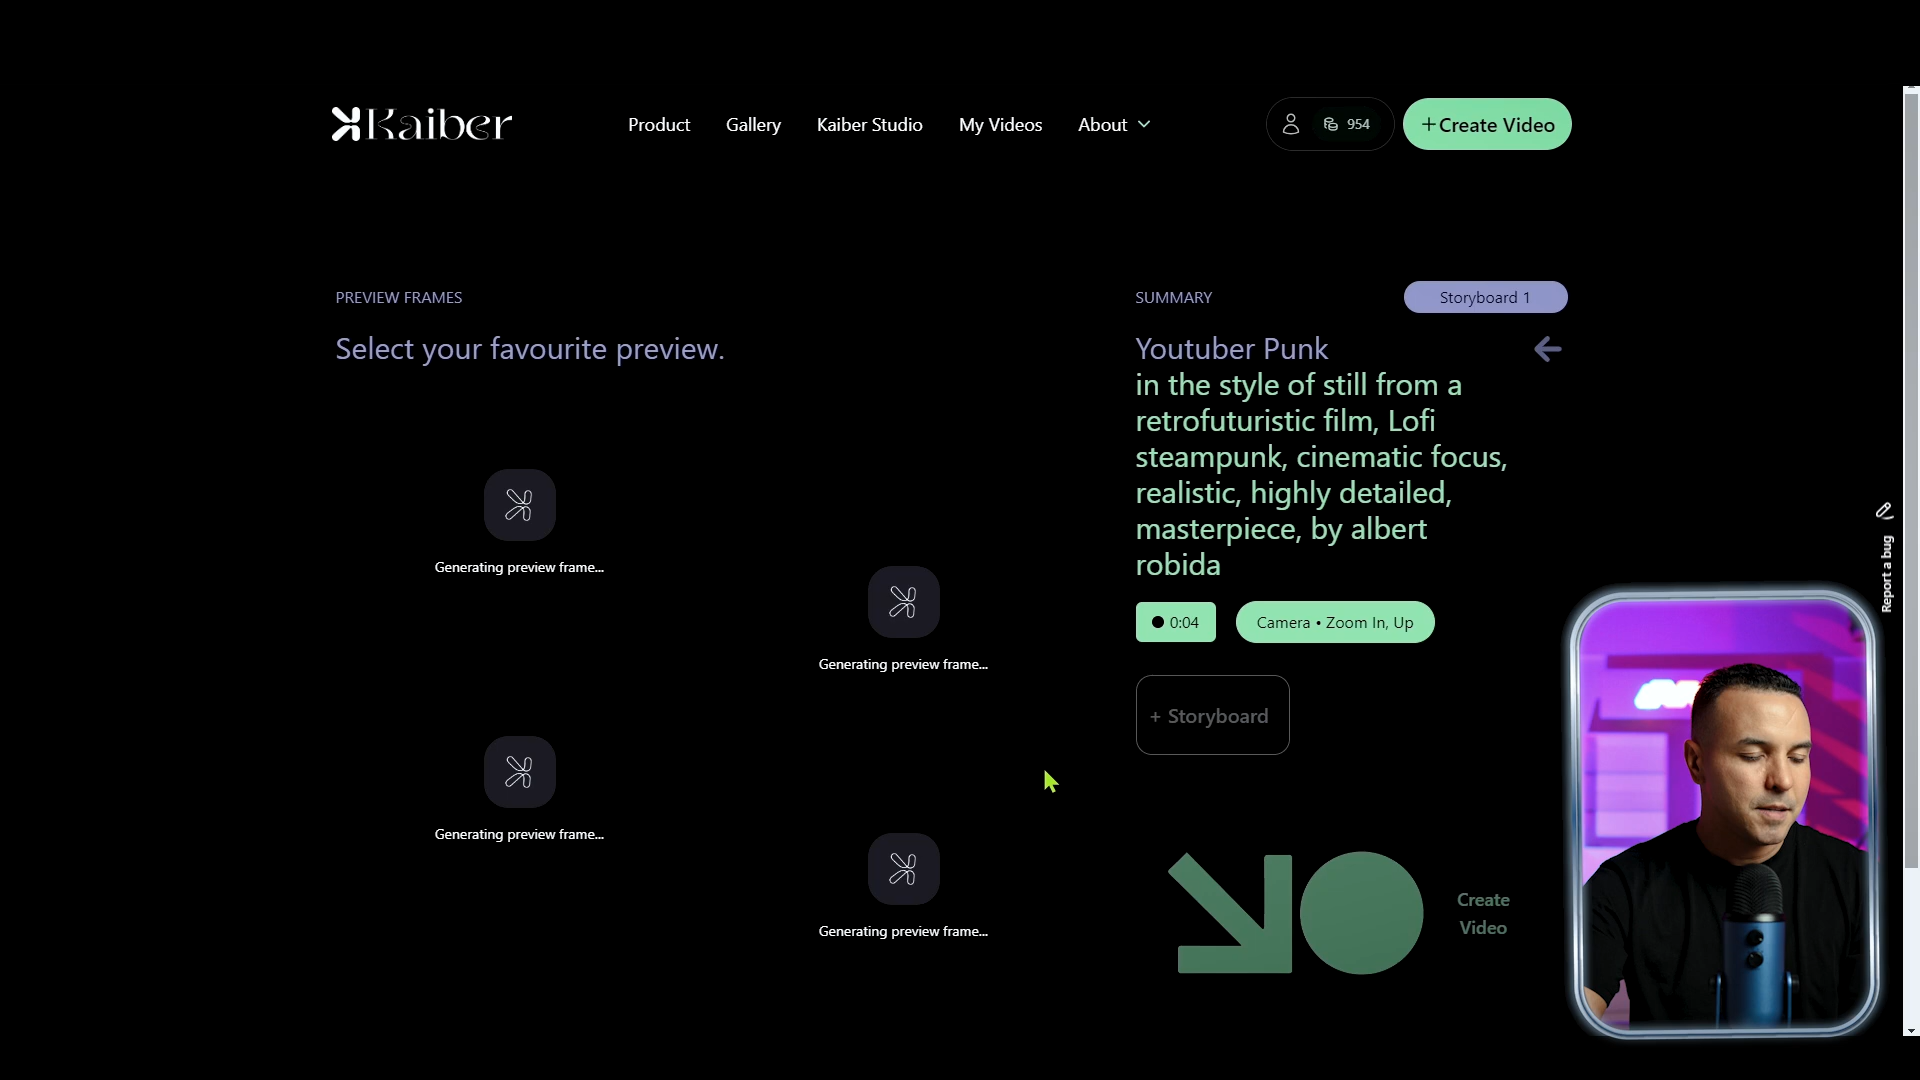 Kaiber
Product
Gallery
Kaiber Studio
My Videos
About
954
+Create Video
PREVIEW FRAMES
Select your favourite preview.
Generating preview frame...
Generating preview frame...
Generating preview frame...
Generating preview frame...
SUMMARY
Storyboard 1
Youtuber Punk
in the style of still from a
retrofuturistic film, Lofi
steampunk, cinematic focus,
realistic, highly detailed,
masterpiece, by albert
robida
0:04
Camera • Zoom In, Up
+ Storyboard
Create
Video
Report a bug